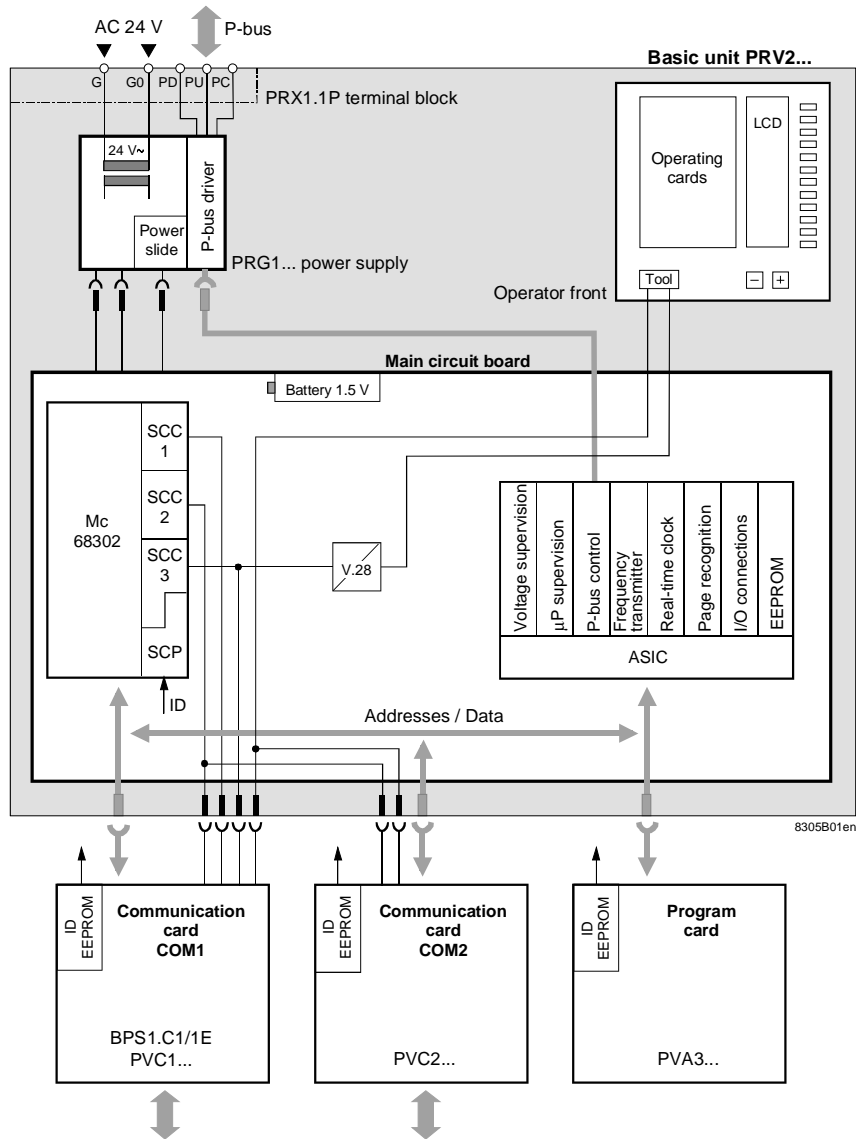 AC 24 V
P-bus
Basic unit PRV2...
G G0 PD PU PC
PRX1.1P terminal block
24 V~
P-bus driver
Power
slide
PRG1... power supply
Operating
cards
LCD
Tool
− +
Operator front
Main circuit board
Battery 1.5 V
Mc
68302
SCC
1
SCC
2
SCC
3
SCP
ID
V.28
Voltage supervision
µP supervision
P-bus control
Frequency
transmitter
Real-time clock
Page recognition
I/O connections
EEPROM
ASIC
Addresses / Data
8305B01en
ID
EEPROM
Communication
card
COM1
BPS1.C1/1E
PVC1...
ID
EEPROM
Communication
card
COM2
PVC2...
ID
EEPROM
Program
card
PVA3...